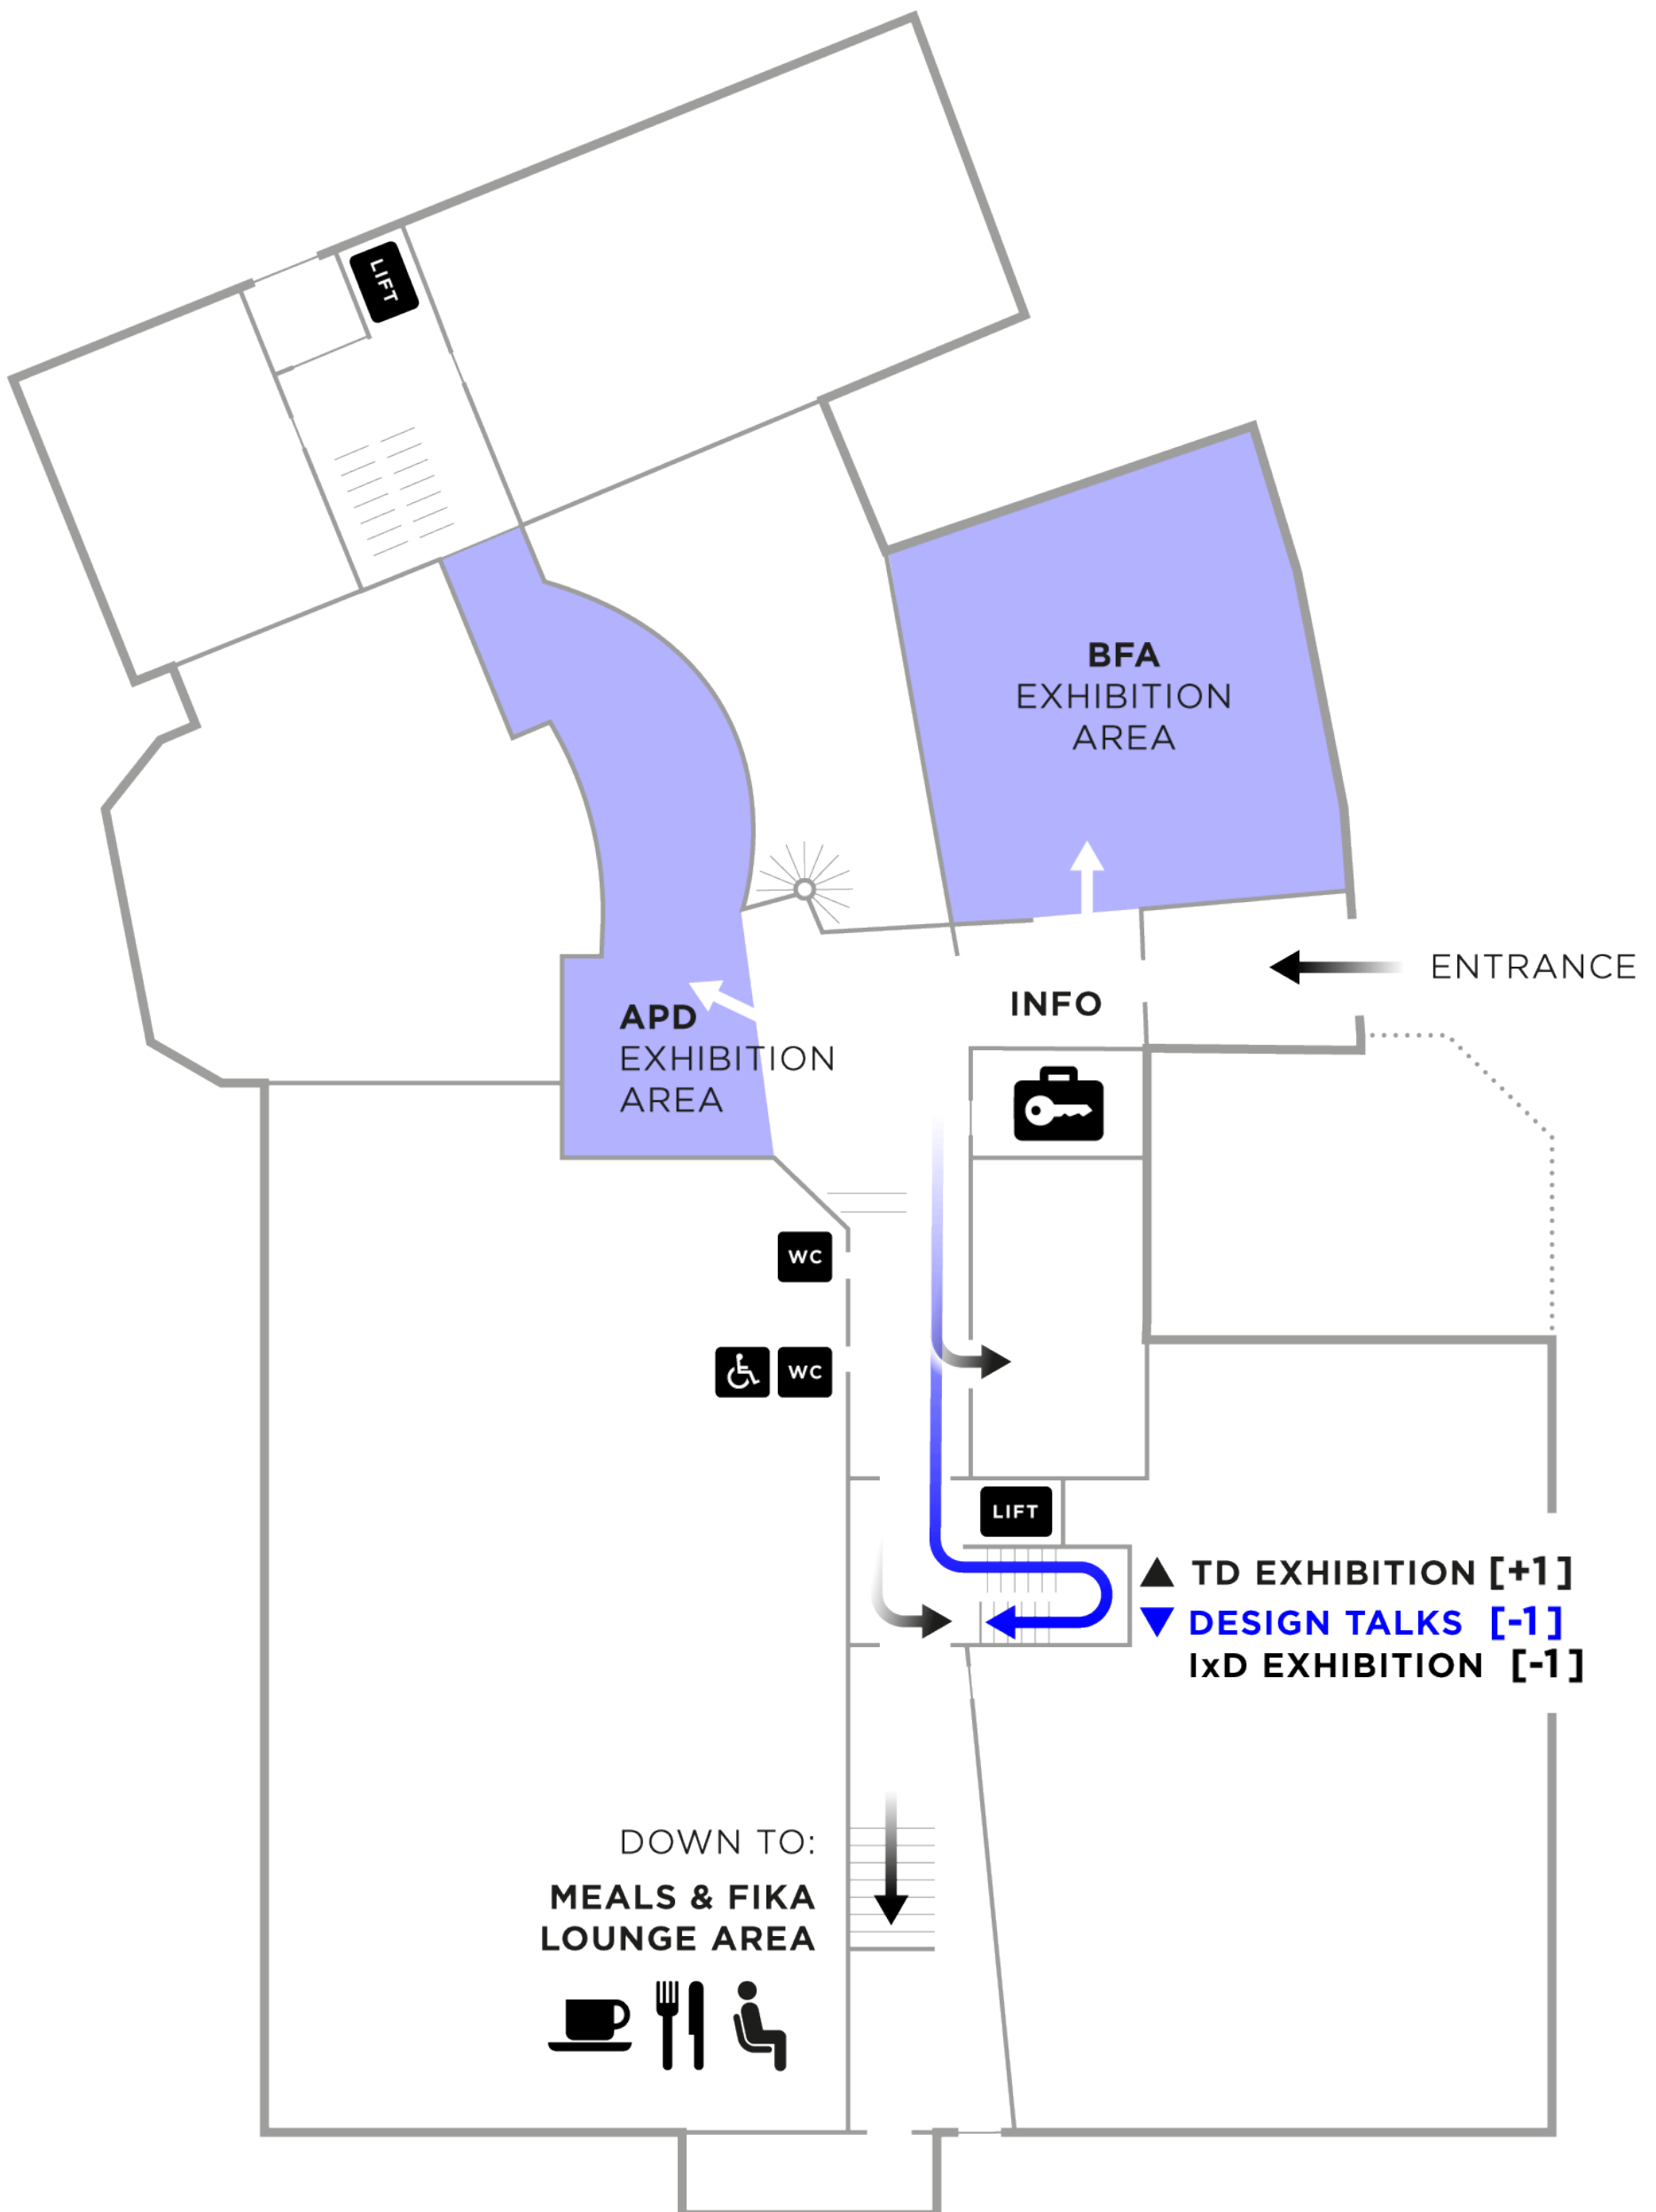 LIFT
BFA
EXHIBITION
AREA
ENTRANCE
INFO
APD
EXHIBITION
AREA
WC
WC
LIFT
TD EXHIBITION [+1]
DESIGN TALKS [-1]
IxD EXHIBITION [-1]
DOWN TO:
MEALS & FIKA
LOUNGE AREA